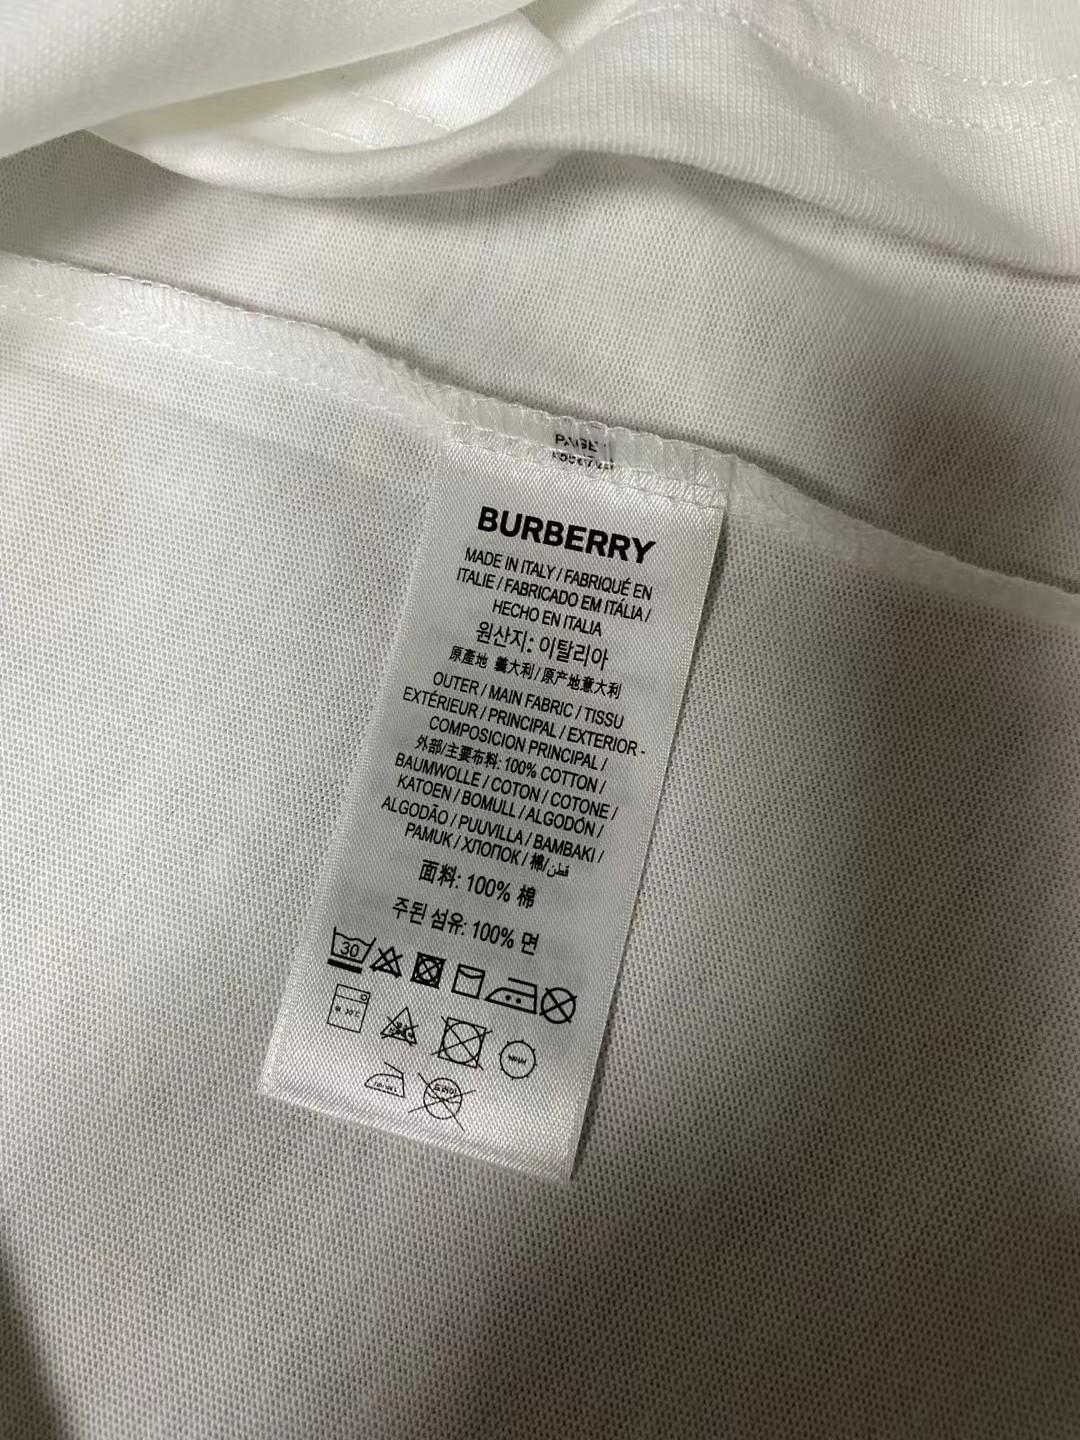 PAGE
BURBERRY
MADE IN ITALY / FABRIQUÉ EN
ITALIE / FABRICADO EM ITÁLIA /
HECHO EN ITALIA
원산지: 이탈리아
原產地 義大利 / 原产地意大利
OUTER / MAIN FABRIC / TISSU
EXTÉRIEUR / PRINCIPAL / EXTERIOR -
COMPOSICION PRINCIPAL /
外部/主要布料: 100% COTTON /
BAUMWOLLE / COTON / COTONE /
KATOEN / BOMULL / ALGODÓN /
ALGODÃO / PUUVILLA / BAMBAKI /
PAMUK / ХЛОПОК / 棉/قطن
面料: 100% 棉
주된 섬유: 100% 면
30